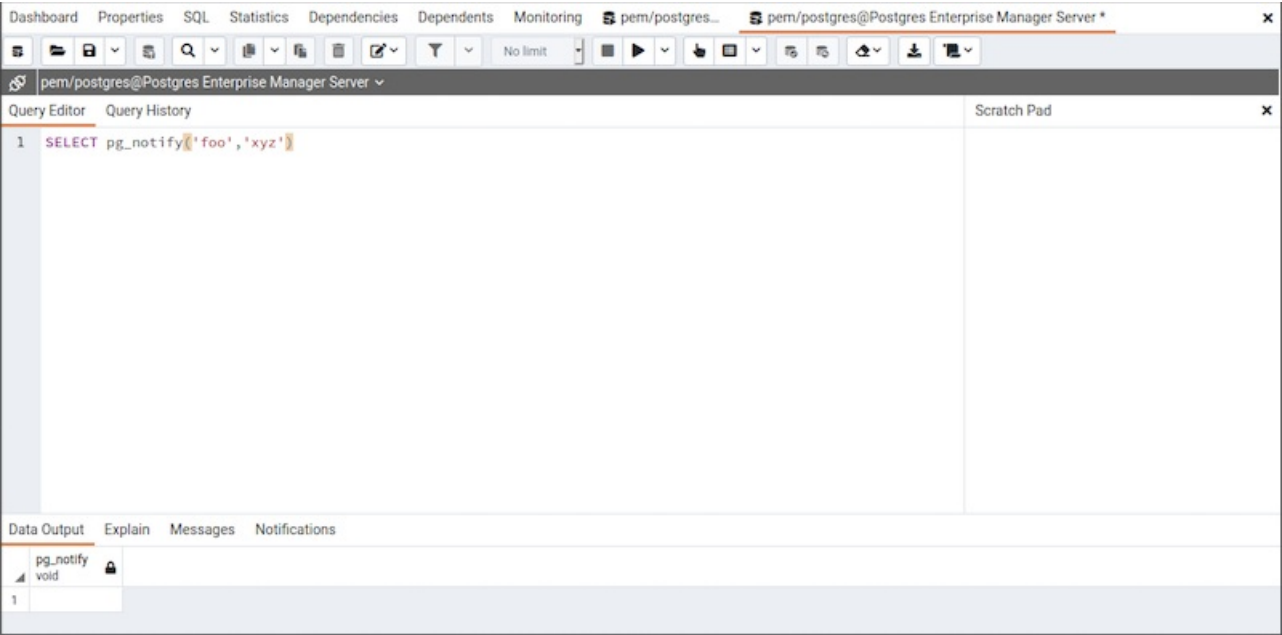 Dashboard Properties SQL Statistics Dependencies Dependents Monitoring pem/postgres... pem/postgres@Postgres Enterprise Manager Server *
No limit
pem/postgres@Postgres Enterprise Manager Server
Query Editor Query History Scratch Pad
1 SELECT pg_notify('foo','xyz')
Data Output Explain Messages Notifications
pg_notify
void
1